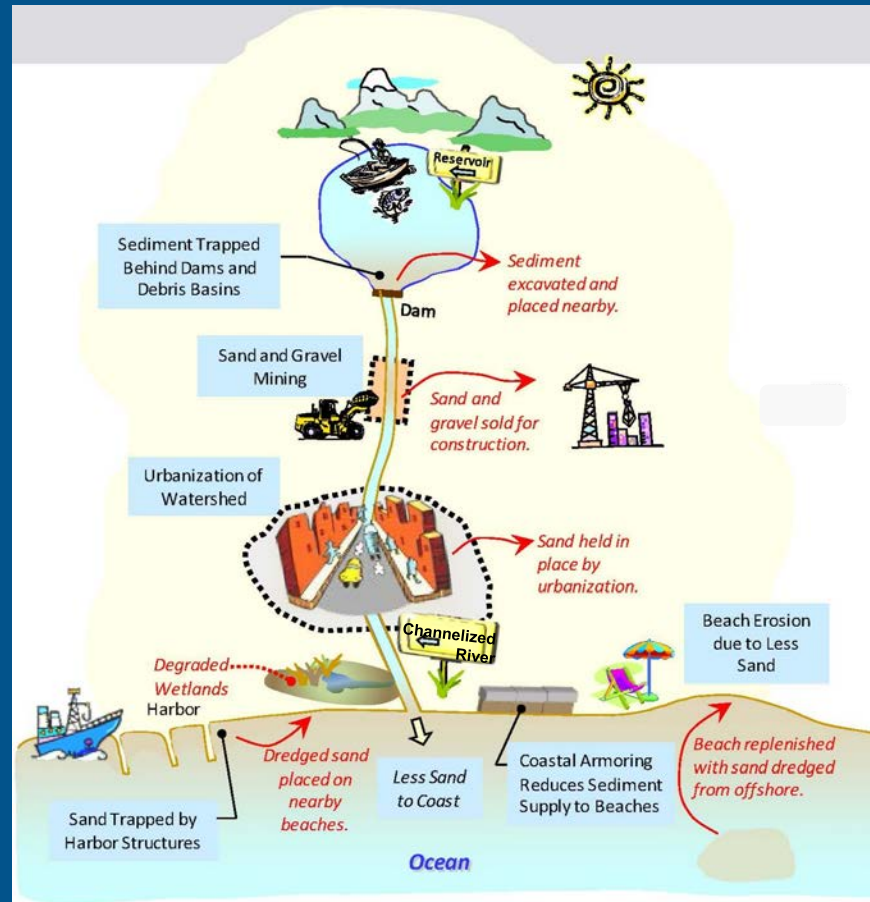 Reservoir
Sediment Trapped
Behind Dams and
Debris Basins
Sediment
excavated and
placed nearby.
Dam
Sand and Gravel
Mining
Sand and
gravel sold for
construction.
Urbanization of
Watershed
Sand held in
place by
urbanization.
Channelized
River
Beach Erosion
due to Less
Sand
Degraded
Wetlands
Harbor
Dredged sand
placed on
nearby
beaches.
Less Sand
to Coast
Coastal Armoring
Reduces Sediment
Supply to Beaches
Beach replenished
with sand dredged
from offshore.
Sand Trapped by
Harbor Structures
Ocean